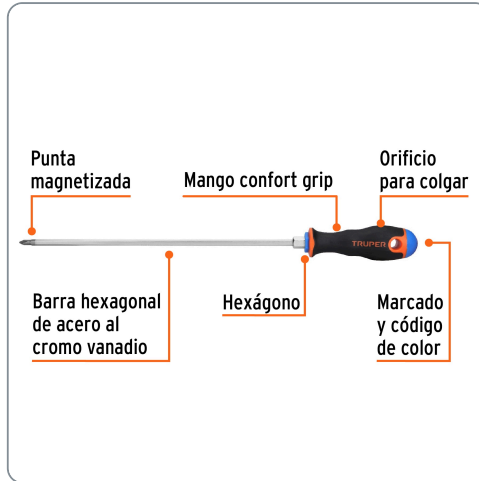 Punta
magnetizada
Mango confort grip
Orificio
para colgar
TRUPER
Barra hexagonal
de acero al
cromo vanadio
Hexágono
Marcado
y código
de color